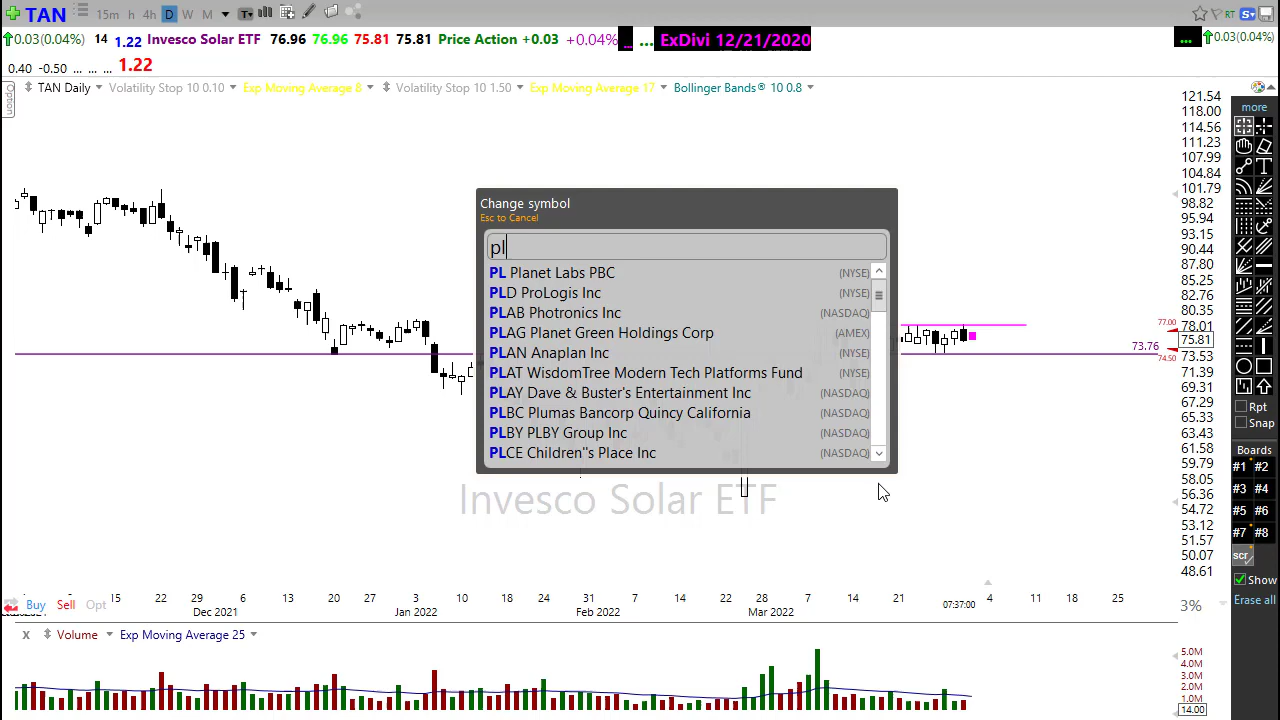 TAN 15m h 4h D W M T
RT S
0.03(0.04%) 14 1.22 Invesco Solar ETF 76.96 76.96 75.81 75.81 Price Action +0.03 +0.04% ... ... ExDivi 12/21/2020 ... 0.03(0.04%)
0.40 -0.50 ... ... ... 1.22
Option TAN Daily Volatility Stop 10 0.10 Exp Moving Average 8 Volatility Stop 10 1.50 Exp Moving Average 17 Bollinger Bands® 10 0.8
121.54
118.00
114.56
111.23
107.99
104.84
101.79
98.82
95.94
93.15
90.44
87.80
85.25
82.76
80.35
78.01
75.81
73.53
71.39
69.31
67.29
65.33
63.43
61.58
59.79
58.05
56.36
54.72
53.12
51.57
50.07
48.61
77.00
73.76
74.50
Change symbol
Esc to Cancel
pl
PL Planet Labs PBC (NYSE)
PLD ProLogis Inc (NYSE)
PLAB Photronics Inc (NASDAQ)
PLAG Planet Green Holdings Corp (AMEX)
PLAN Anaplan Inc (NYSE)
PLAT WisdomTree Modern Tech Platforms Fund (NYSE)
PLAY Dave & Buster's Entertainment Inc (NASDAQ)
PLBC Plumas Bancorp Quincy California (NASDAQ)
PLBY PLBY Group Inc (NASDAQ)
PLCE Children"s Place Inc (NASDAQ)
Invesco Solar ETF
more
T
Rpt
Snap
Boards
#1 #2
#3 #4
#5 #6
#7 #8
scr
Show
Erase all
Buy Sell Opt
15 22 29 6 13 20 27 3 10 18 24 31 7 14 22 28 7 14 21 07:37:00 4 11 18 25
Dec 2021 Jan 2022 Feb 2022 Mar 2022
3%
X Volume Exp Moving Average 25
5.0M
4.0M
3.0M
2.0M
1.0M
14.00